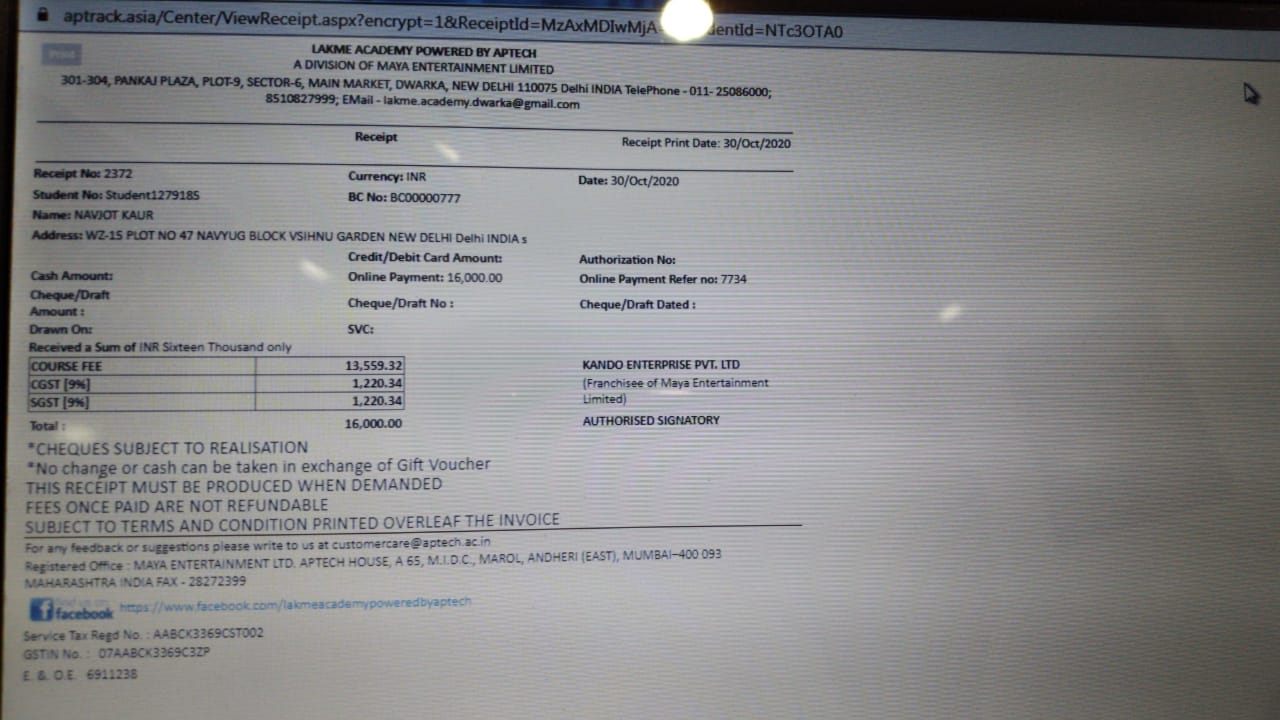 aptrack.asia/Center/ViewReceipt.aspx?encrypt=1&ReceiptId=MzAxMDIwMjA dentId=NTc3OTA0
Print
LAKME ACADEMY POWERED BY APTECH
A DIVISION OF MAYA ENTERTAINMENT LIMITED
301-304, PANKAJ PLAZA, PLOT-9, SECTOR-6, MAIN MARKET, DWARKA, NEW DELHI 110075 Delhi INDIA TelePhone - 011- 25086000;
8510827999; EMail - lakme.academy.dwarka@gmail.com
Receipt Receipt Print Date: 30/Oct/2020
Receipt No: 2372 Currency: INR Date: 30/Oct/2020
Student No: Student1279185 BC No: BC00000777
Name: NAVJOT KAUR
Address: WZ-15 PLOT NO 47 NAVYUG BLOCK VSIHNU GARDEN NEW DELHI Delhi INDIA s
Credit/Debit Card Amount: Authorization No:
Cash Amount: Online Payment: 16,000.00 Online Payment Refer no: 7734
Cheque/Draft
Amount : Cheque/Draft No : Cheque/Draft Dated :
Drawn On: SVC:
Received a Sum of INR Sixteen Thousand only
COURSE FEE 13,559.32 KANDO ENTERPRISE PVT. LTD
CGST [9%] 1,220.34 (Franchisee of Maya Entertainment
SGST [9%] 1,220.34 Limited)
Total : 16,000.00 AUTHORISED SIGNATORY
*CHEQUES SUBJECT TO REALISATION
*No change or cash can be taken in exchange of Gift Voucher
THIS RECEIPT MUST BE PRODUCED WHEN DEMANDED
FEES ONCE PAID ARE NOT REFUNDABLE
SUBJECT TO TERMS AND CONDITION PRINTED OVERLEAF THE INVOICE
For any feedback or suggestions please write to us at customercare@aptech.ac.in
Registered Office : MAYA ENTERTAINMENT LTD. APTECH HOUSE, A 65, M.I.D.C., MAROL, ANDHERI (EAST), MUMBAI–400 093
MAHARASHTRA INDIA FAX - 28272399
find us on
facebook https://www.facebook.com/lakmeacademypoweredbyaptech
Service Tax Regd No. : AABCK3369CST002
GSTIN No. : 07AABCK3369C3ZP
E. & O.E. 6911238